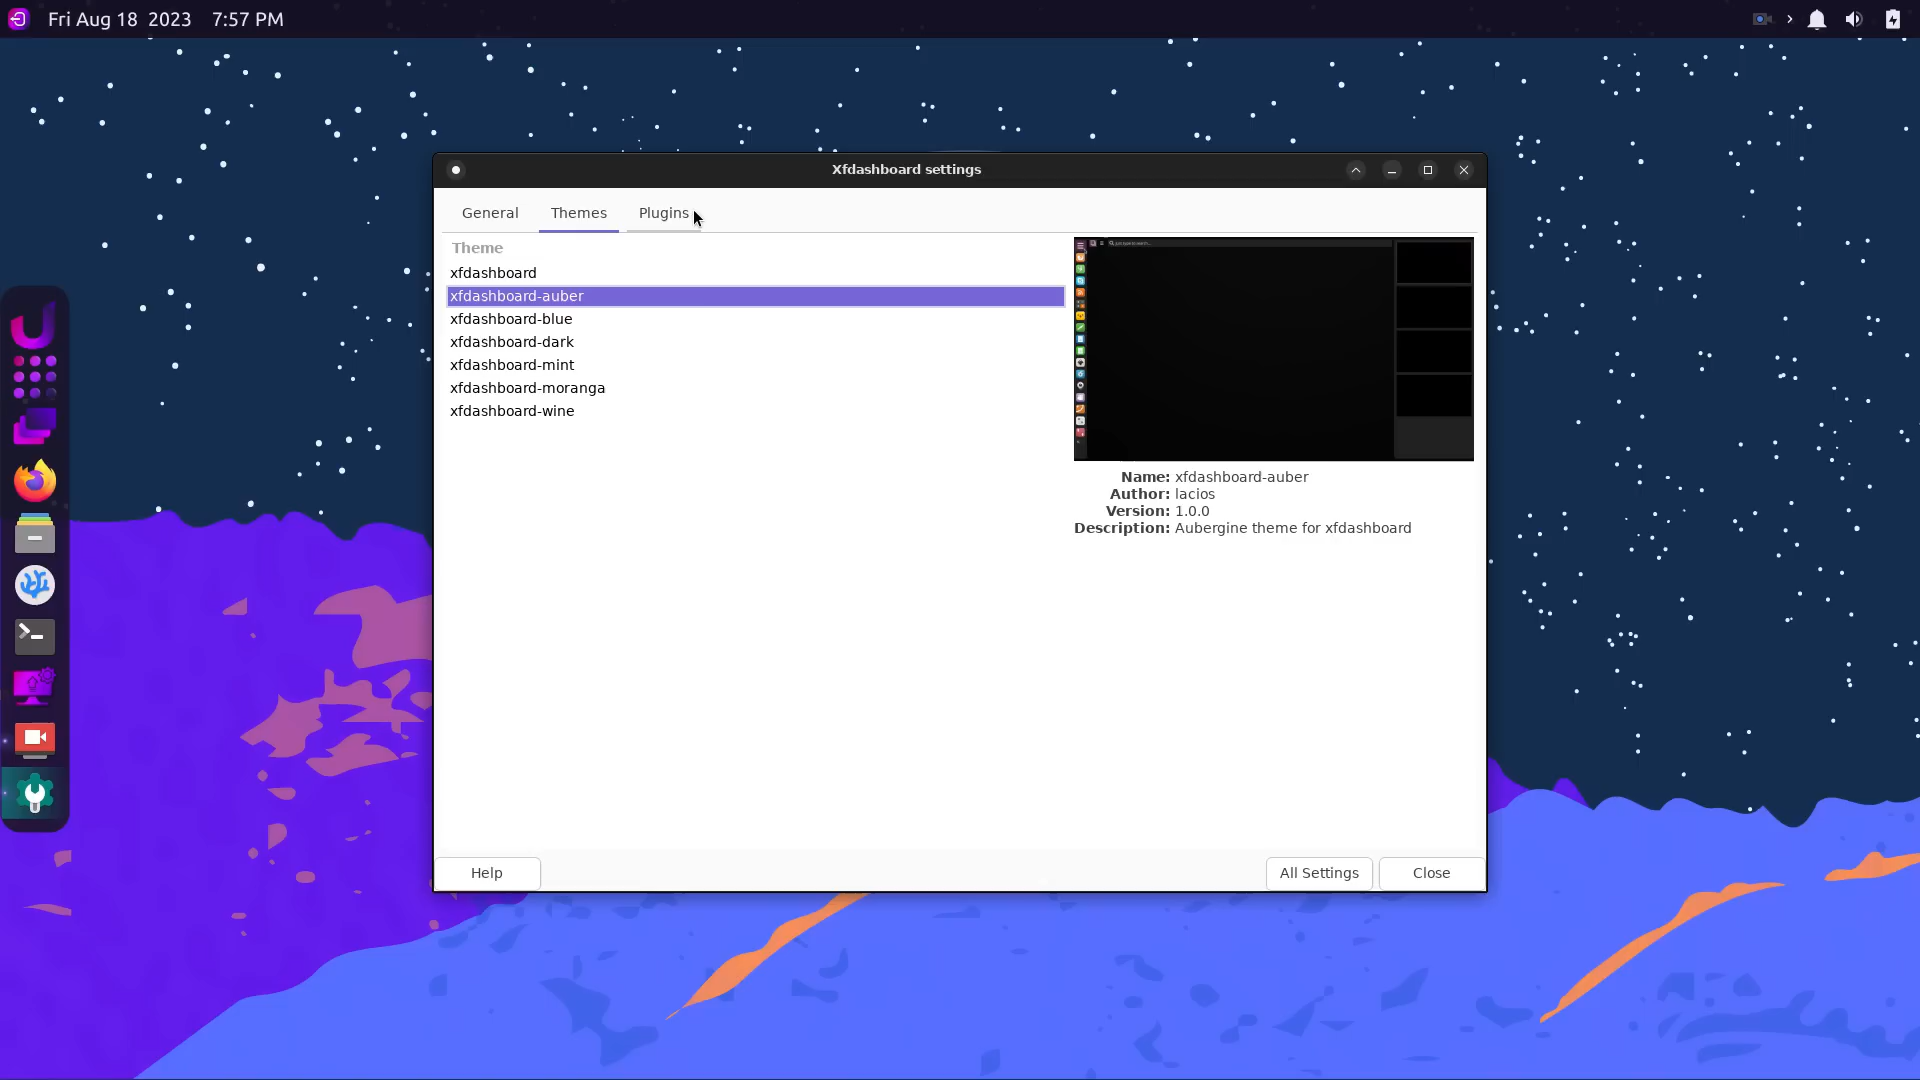 Fri Aug 18 2023 7:57 PM
Xfdashboard settings
General Themes Plugins
Theme
xfdashboard
xfdashboard-auber
xfdashboard-blue
xfdashboard-dark
xfdashboard-mint
xfdashboard-moranga
xfdashboard-wine
Name: xfdashboard-auber
Author: lacios
Version: 1.0.0
Description: Aubergine theme for xfdashboard
Help All Settings Close